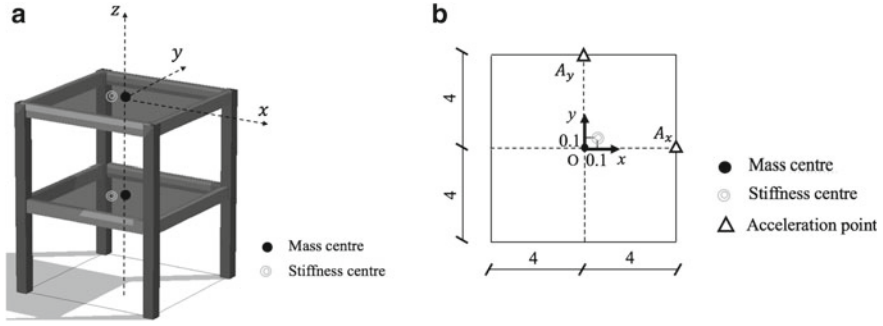 a
z
y
x
Mass centre
Stiffness centre
b
A_y
4
y
A_x
0.1
O 0.1 x
4
4 4
Mass centre
Stiffness centre
Acceleration point